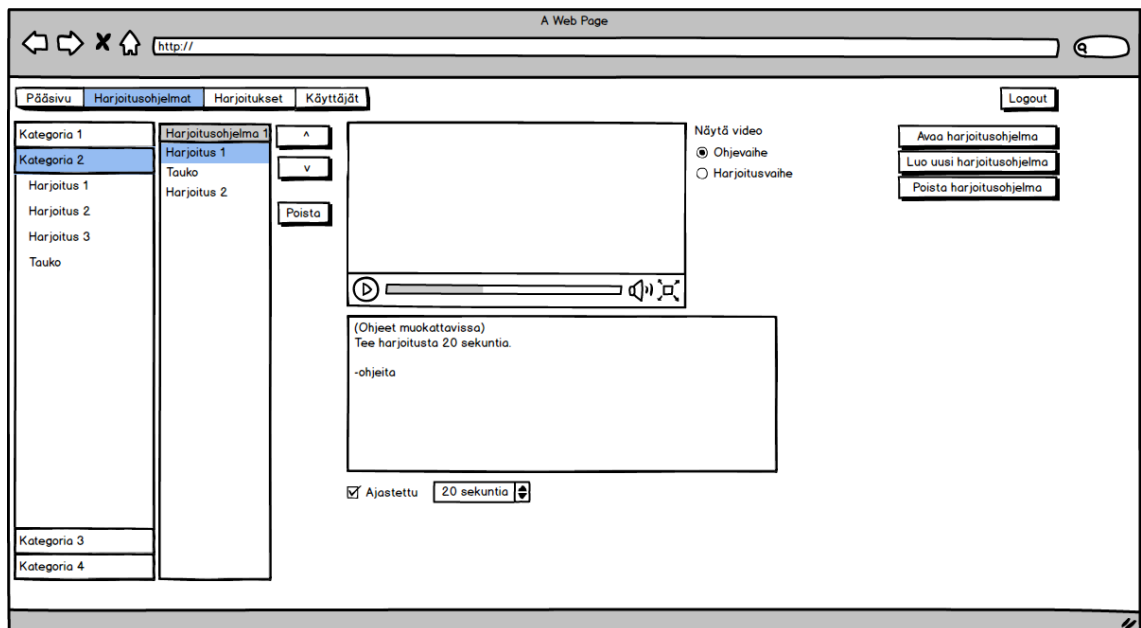 A Web Page
http://
Pääsivu
Harjoitusohjelmat
Harjoitukset
Käyttäjät
Logout
Kategoria 1
Kategoria 2
Harjoitus 1
Harjoitus 2
Harjoitus 3
Tauko
Kategoria 3
Kategoria 4
Harjoitusohjelma 1
Harjoitus 1
Tauko
Harjoitus 2
^
v
Poista
Näytä video
Ohjevaihe
Harjoitusvaihe
Avaa harjoitusohjelma
Luo uusi harjoitusohjelma
Poista harjoitusohjelma
(Ohjeet muokattavissa)
Tee harjoitusta 20 sekuntia.
-ohjeita
Ajastettu
20 sekuntia